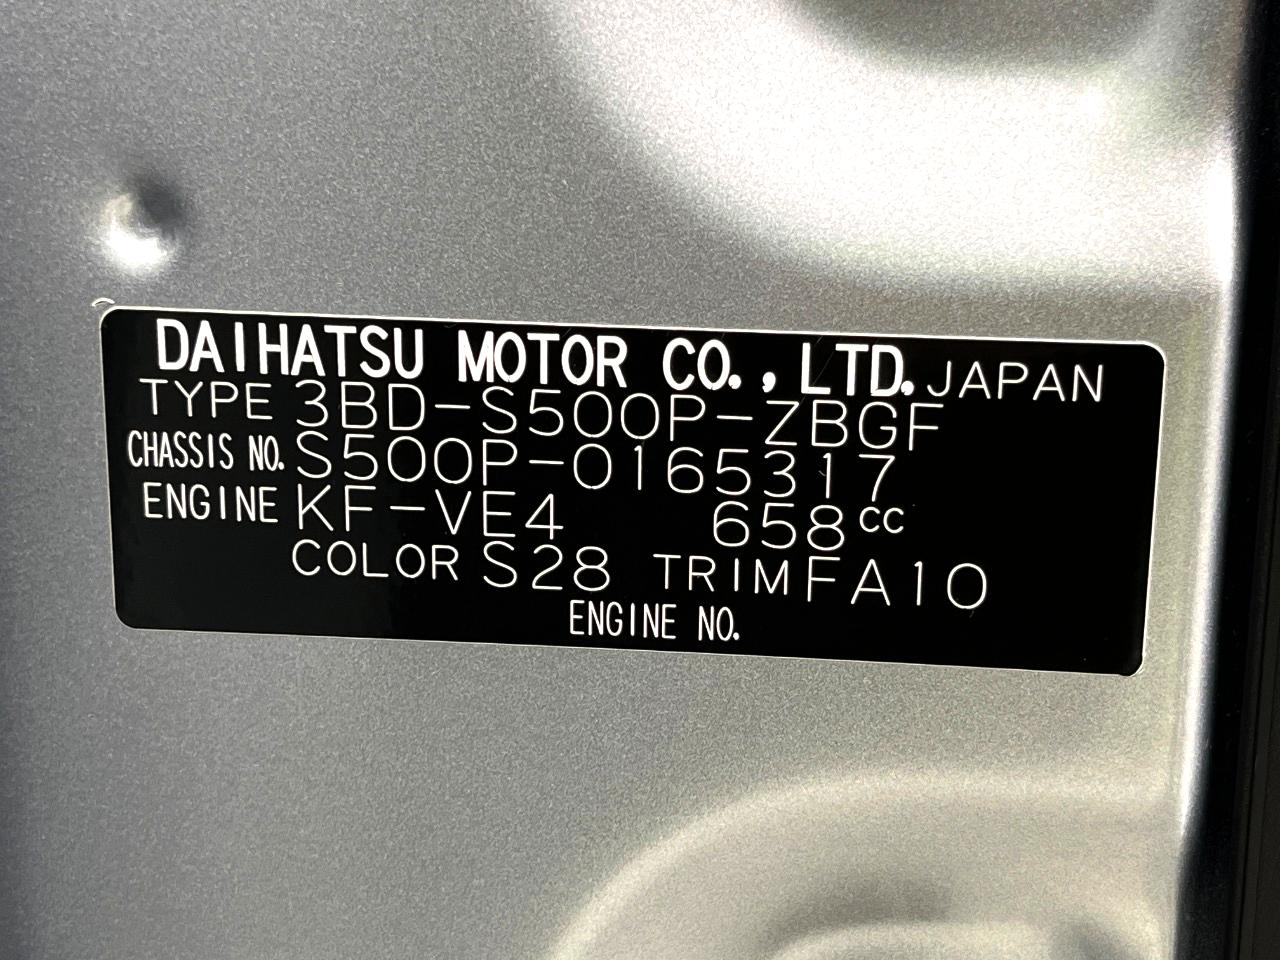 DAIHATSU MOTOR CO., LTD. JAPAN
TYPE 3BD-S500P-ZBGF
CHASSIS NO. S500P-0165317
ENGINE KF-VE4 658cc
COLOR S28 TRIM FA10
ENGINE NO.